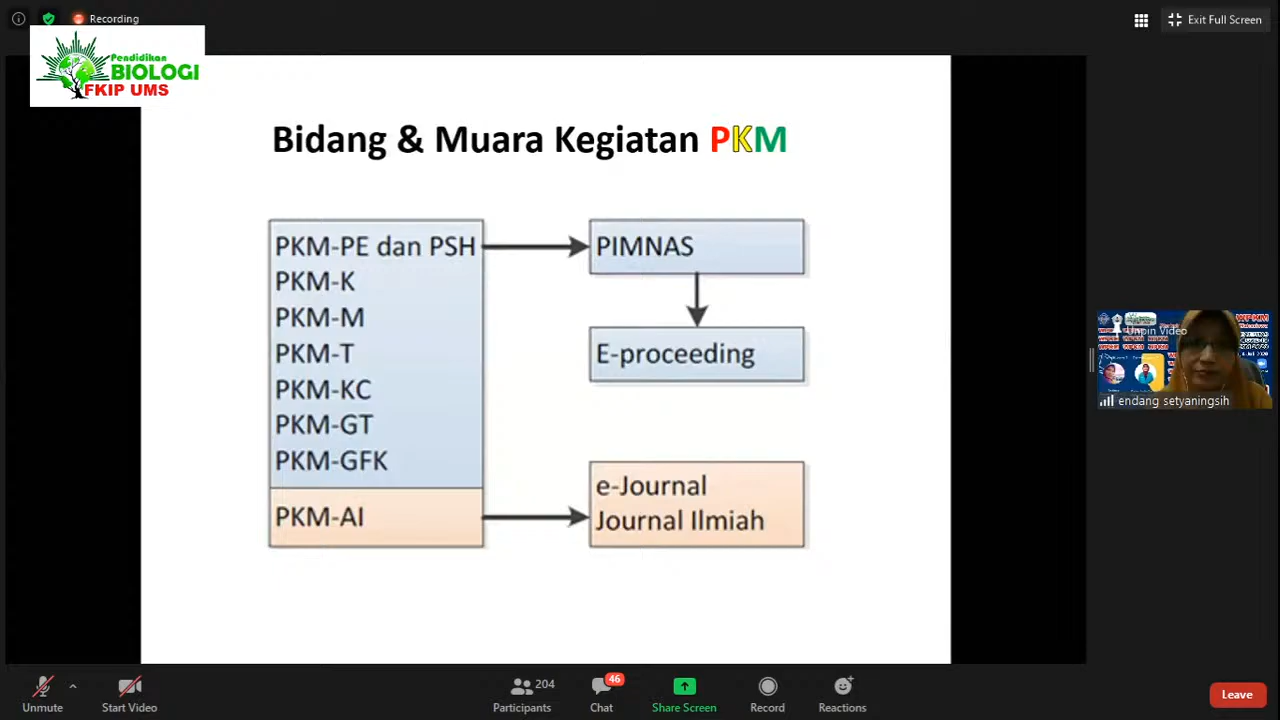 Recording
Exit Full Screen
Pendidikan
BIOLOGI
FKIP UMS
Bidang & Muara Kegiatan PKM
PKM-PE dan PSH
PKM-K
PKM-M
PKM-T
PKM-KC
PKM-GT
PKM-GFK
PKM-AI
PIMNAS
E-proceeding
e-Journal
Journal Ilmiah
Unpin Video
endang setyaningsih
Unmute
Start Video
204
Participants
46
Chat
Share Screen
Record
Reactions
Leave